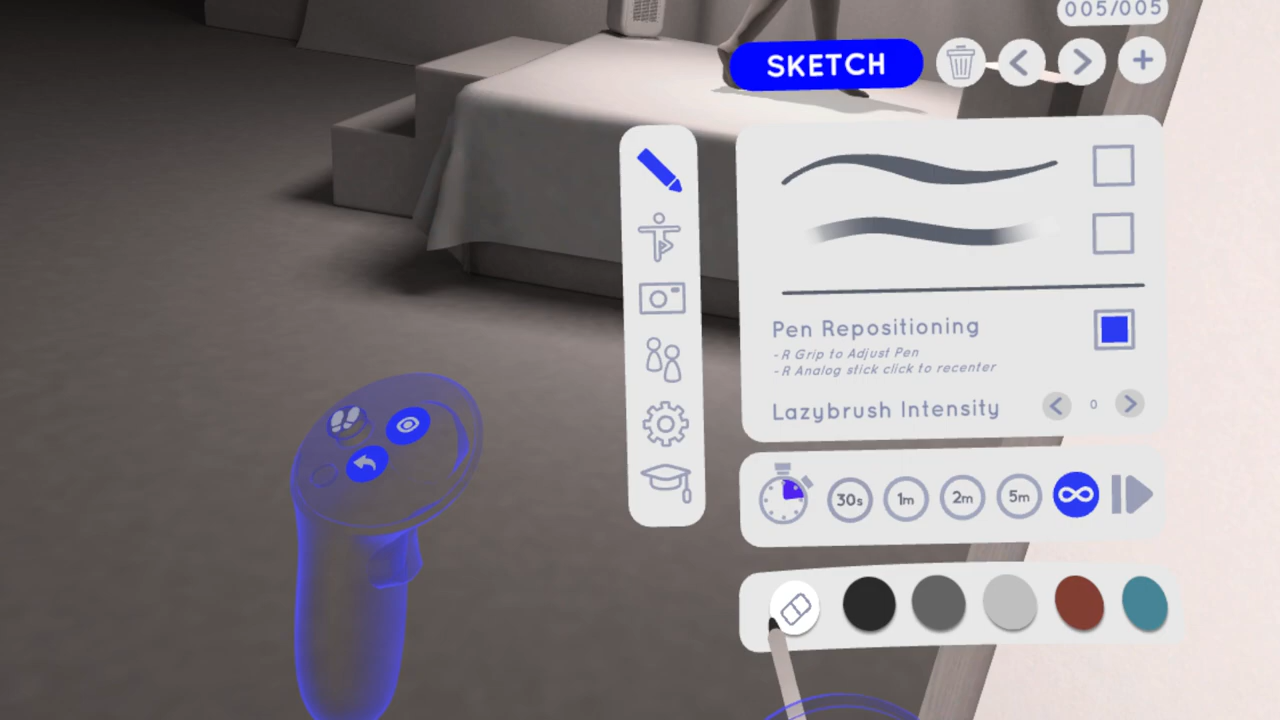 005/005
SKETCH
Pen Repositioning
-R Grip to Adjust Pen
-R Analog stick click to recenter
Lazybrush Intensity
0
30s
1m
2m
5m